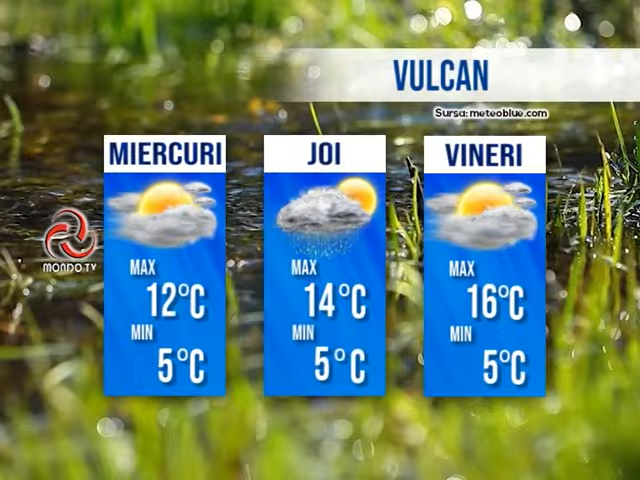 VULCAN
Sursa: meteoblue.com
MIERCURI
MAX
12°C
MIN
5°C
JOI
MAX
14°C
MIN
5°C
VINERI
MAX
16°C
MIN
5°C
MONDO TV